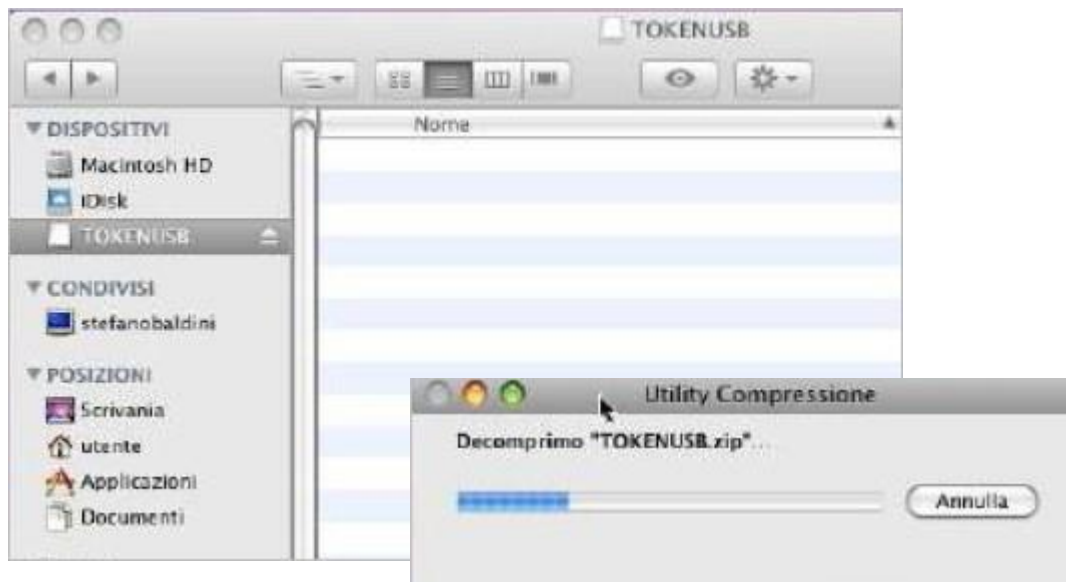 TOKENUSB
Nome
DISPOSITIVI
Macintosh HD
iDisk
TOKENUSB
CONDIVISI
stefanobaldini
POSIZIONI
Scrivania
utente
Applicazioni
Documenti
Utility Compressione
Decomprimo "TOKENUSB.zip"...
Annulla